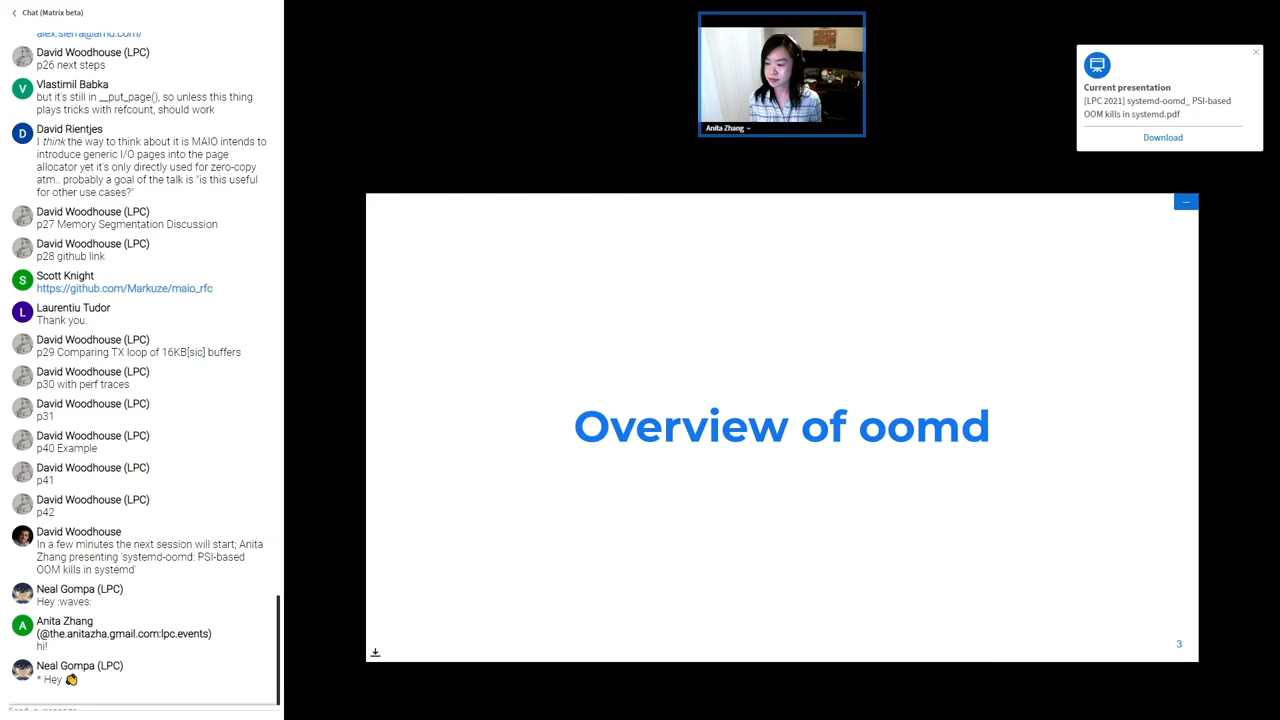 Chat (Matrix beta)
alex.sierra@amd.com/
David Woodhouse (LPC)
p26 next steps
Vlastimil Babka
but it's still in __put_page(), so unless this thing
plays tricks with refcount, should work
David Rientjes
I think the way to think about it is MAIO intends to
introduce generic I/O pages into the page
allocator yet it's only directly used for zero-copy
atm.. probably a goal of the talk is "is this useful
for other use cases?"
David Woodhouse (LPC)
p27 Memory Segmentation Discussion
David Woodhouse (LPC)
p28 github link
Scott Knight
https://github.com/Markuze/maio_rfc
Laurentiu Tudor
Thank you.
David Woodhouse (LPC)
p29 Comparing TX loop of 16KB[sic] buffers
David Woodhouse (LPC)
p30 with perf traces
David Woodhouse (LPC)
p31
David Woodhouse (LPC)
p40 Example
David Woodhouse (LPC)
p41
David Woodhouse (LPC)
p42
David Woodhouse
In a few minutes the next session will start; Anita
Zhang presenting 'systemd-oomd: PSI-based
OOM kills in systemd'
Neal Gompa (LPC)
Hey :waves:
Anita Zhang
(@the.anitazha.gmail.com:lpc.events)
hi!
Neal Gompa (LPC)
* Hey 👋
Send a message
V
D
S
L
A
Anita Zhang
Current presentation
[LPC 2021] systemd-oomd_ PSI-based
OOM kills in systemd.pdf
Download
Overview of oomd
3